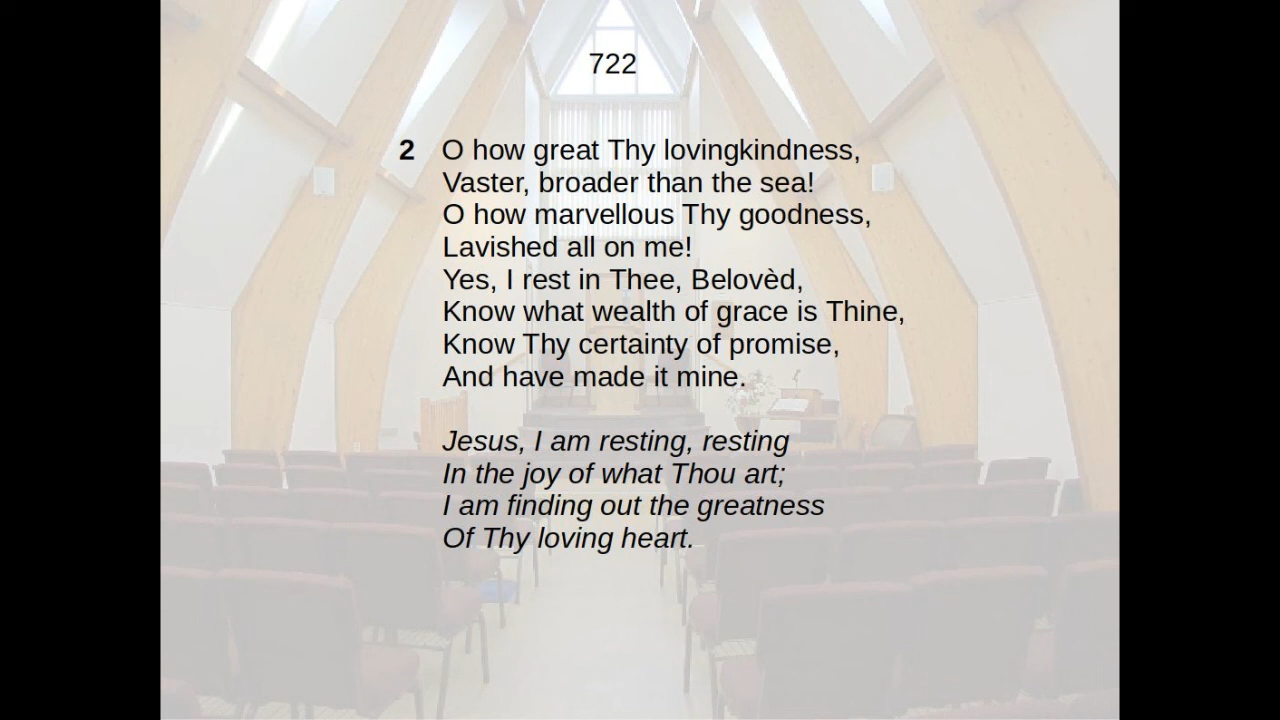 722
2 O how great Thy lovingkindness,
Vaster, broader than the sea!
O how marvellous Thy goodness,
Lavished all on me!
Yes, I rest in Thee, Belovèd,
Know what wealth of grace is Thine,
Know Thy certainty of promise,
And have made it mine.
Jesus, I am resting, resting
In the joy of what Thou art;
I am finding out the greatness
Of Thy loving heart.